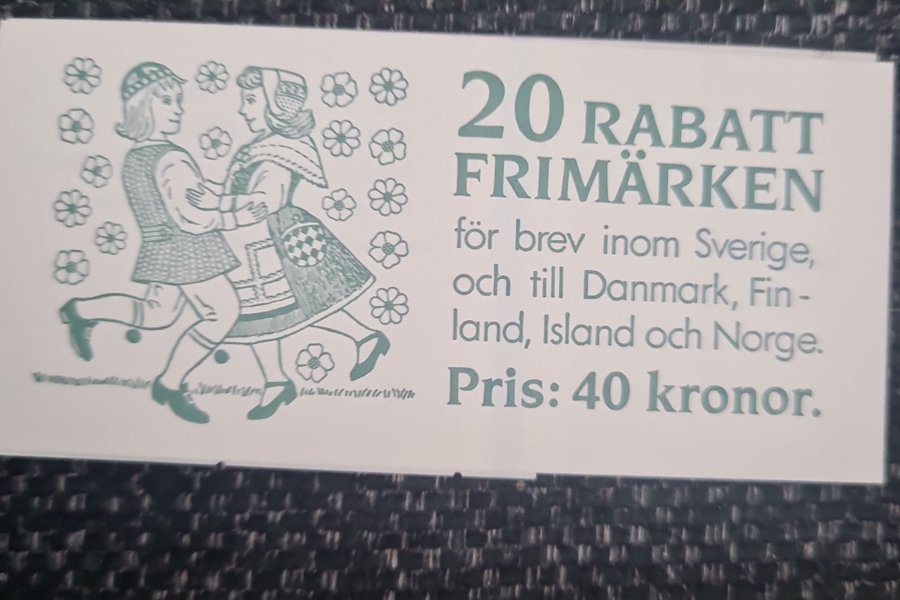 20 RABATT
FRIMÄRKEN
för brev inom Sverige,
och till Danmark, Fin-
land, Island och Norge.
Pris: 40 kronor.